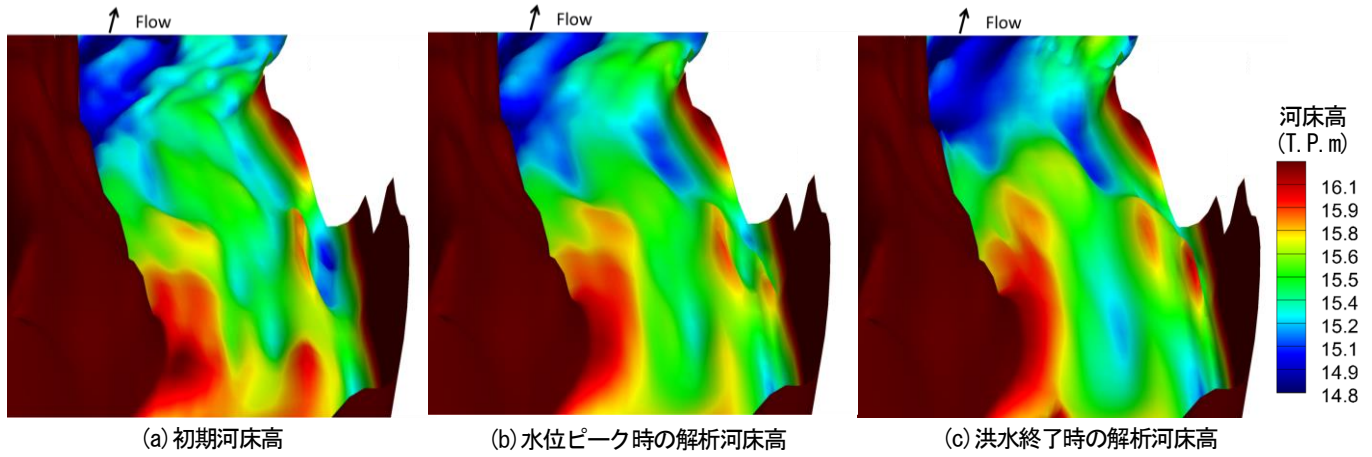 Flow
Flow
Flow
河床高
(T.P.m)
16.1
15.9
15.8
15.6
15.4
15.2
15.1
14.9
14.8
(a)初期河床高
(b)水位ピーク時の解析河床高
(c)洪水終了時の解析河床高